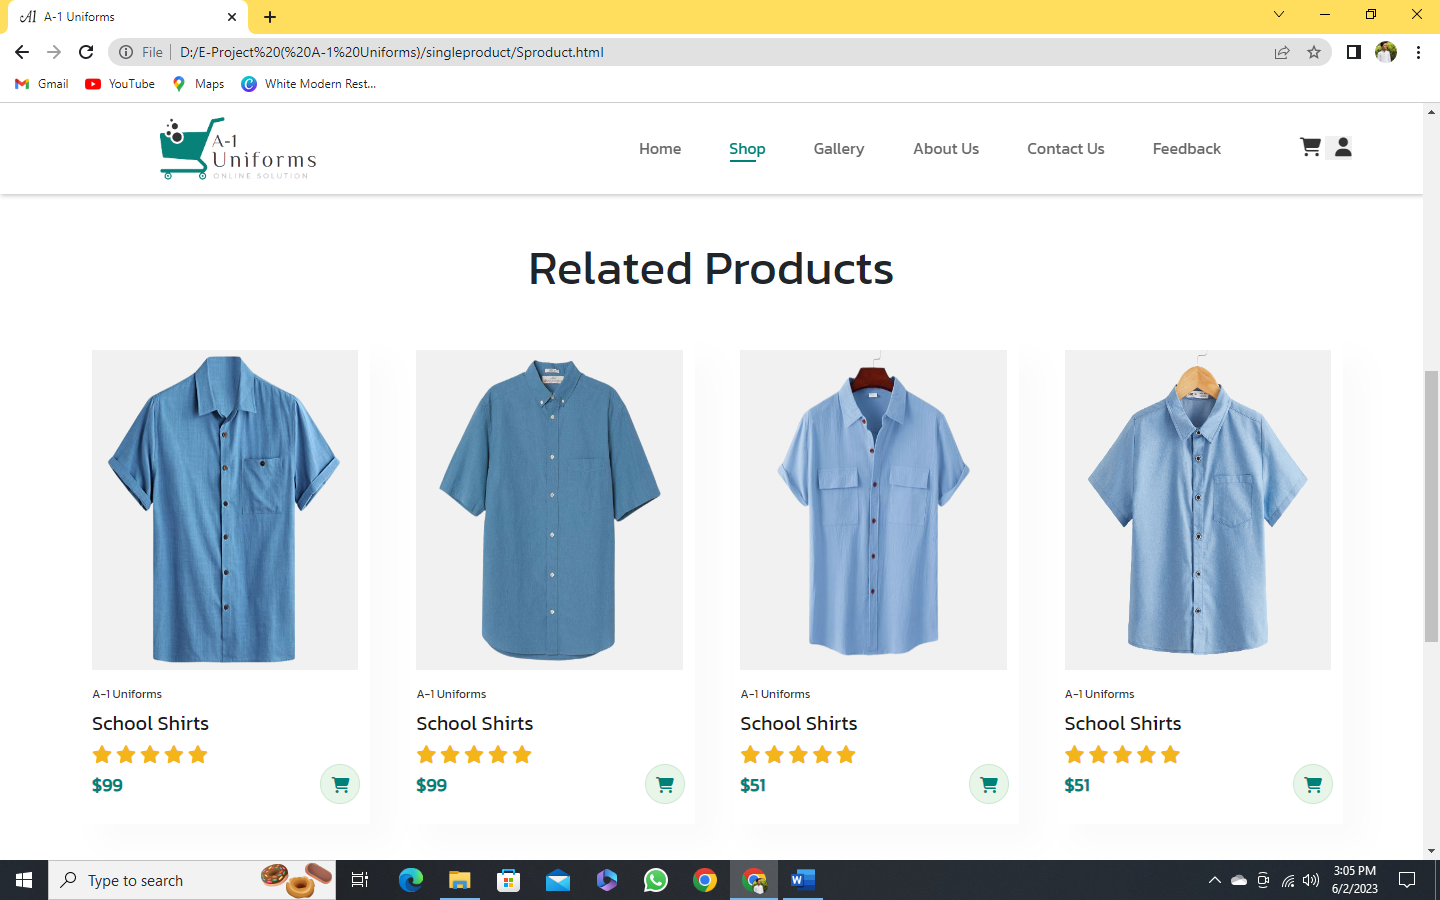 A1 A-1 Uniforms
File D:/E-Project%20(%20A-1%20Uniforms)/singleproduct/Sproduct.html
Gmail YouTube Maps White Modern Rest...
A-1
Uniforms
ONLINE SOLUTION
Home Shop Gallery About Us Contact Us Feedback
Related Products
A-1 Uniforms A-1 Uniforms A-1 Uniforms A-1 Uniforms
School Shirts School Shirts School Shirts School Shirts
$99 $99 $51 $51
Type to search
3:05 PM
6/2/2023